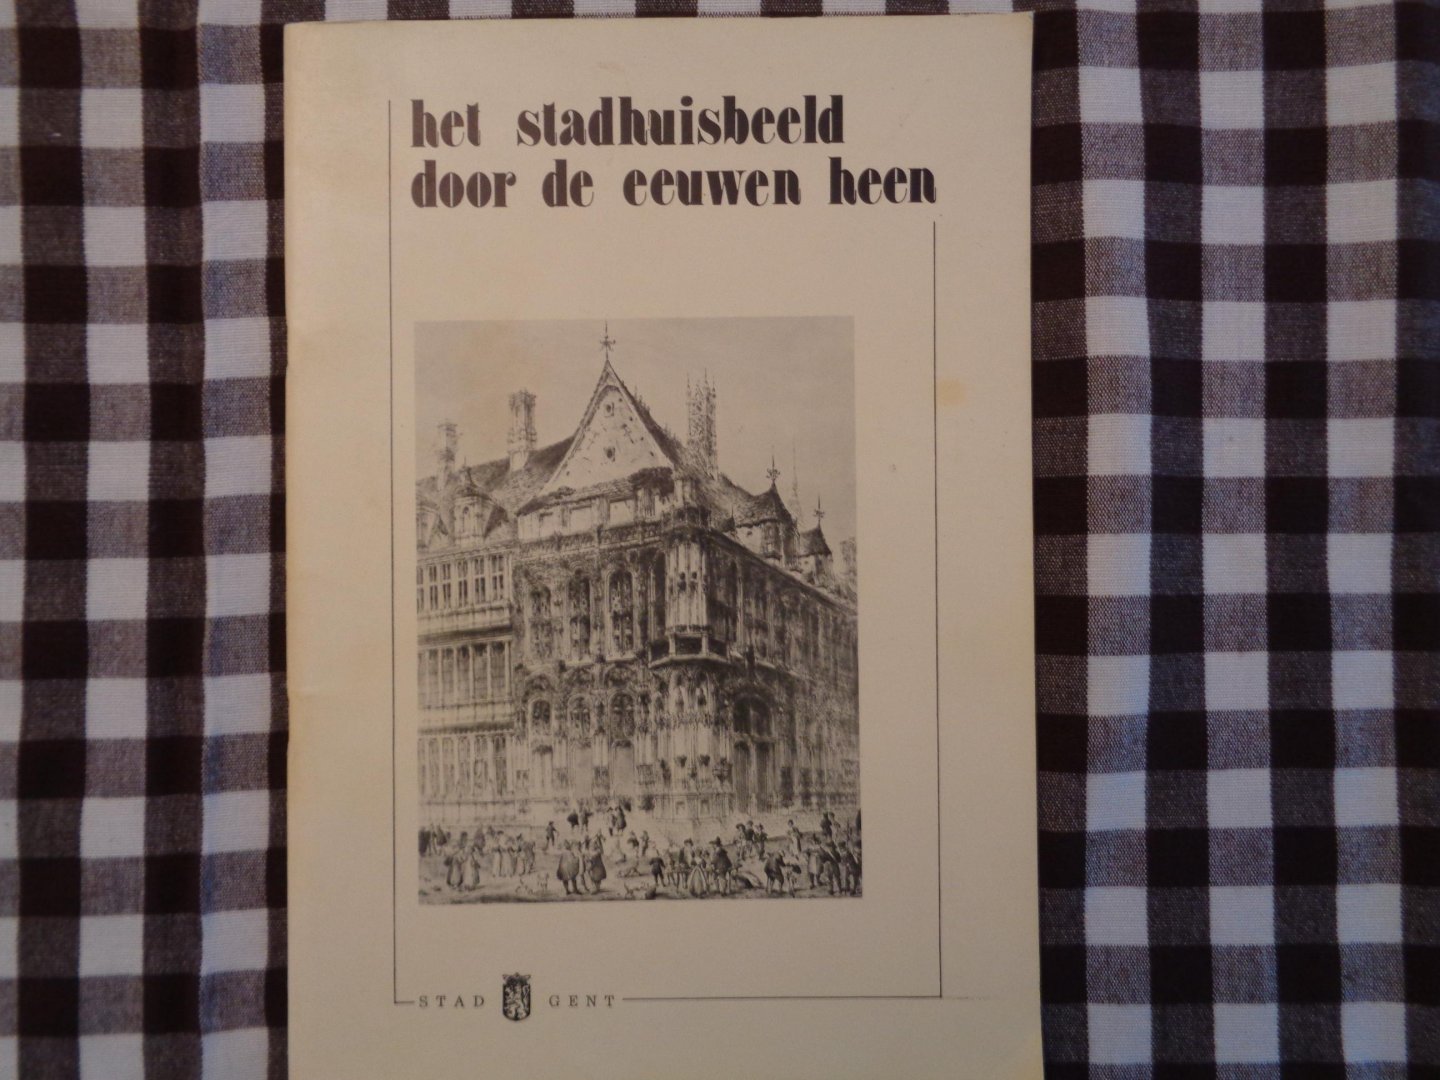 het stadhuisbeeld
door de eeuwen heen
STAD GENT